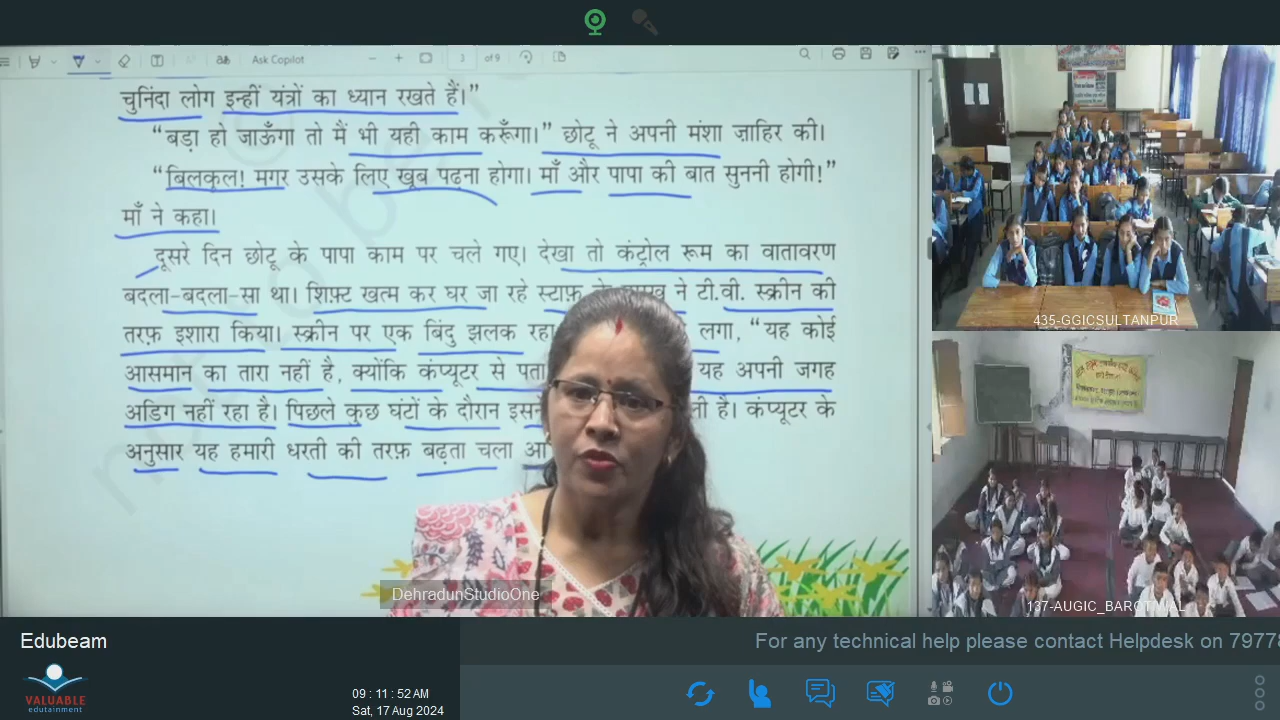 Ask Copilot
3 of 9
चुनिंदा लोग इन्हीं यंत्रों का ध्यान रखते हैं।”
“बड़ा हो जाऊँगा तो मैं भी यही काम करूँगा।” छोटू ने अपनी मंशा ज़ाहिर की।
“बिलकुल! मगर उसके लिए खूब पढ़ना होगा। माँ और पापा की बात सुननी होगी!”
माँ ने कहा।
दूसरे दिन छोटू के पापा काम पर चले गए। देखा तो कंट्रोल रूम का वातावरण
बदला-बदला-सा था। शिफ़्ट खत्म कर घर जा रहे स्टाफ़ के प्रमुख ने टी.वी. स्क्रीन की
तरफ़ इशारा किया। स्क्रीन पर एक बिंदु झलक रहा लगा, “यह कोई
आसमान का तारा नहीं है, क्योंकि कंप्यूटर से पता यह अपनी जगह
अडिग नहीं रहा है। पिछले कुछ घंटों के दौरान है। कंप्यूटर के
अनुसार यह हमारी धरती की तरफ़ बढ़ता चला आ
DehradunStudioOne
435-GGICSULTANPUR
137-AUGIC_BAROTIWAL
Edubeam
For any technical help please contact Helpdesk on 7977
VALUABLE
edutainment
09 : 11 : 52 AM
Sat, 17 Aug 2024